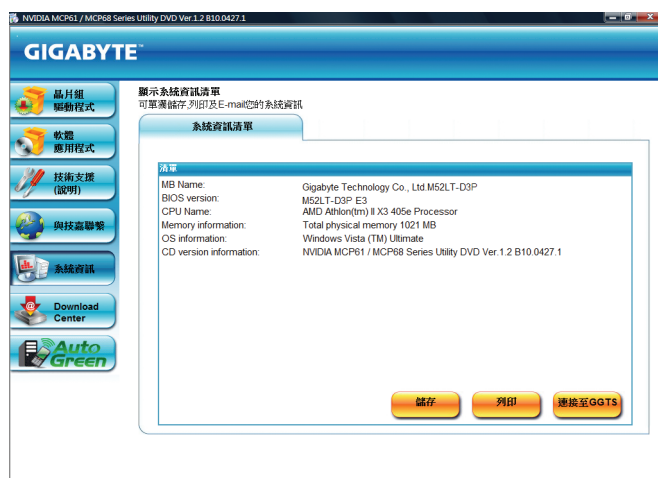 NVIDIA MCP61 / MCP68 Series Utility DVD Ver.1.2 B10.0427.1
GIGABYTE™
晶片組
驅動程式
軟體
應用程式
技術支援
(說明)
與技嘉聯繫
系統資訊
Download
Center
Auto
Green
顯示系統資訊清單
可單獨儲存,列印及E-mail您的系統資訊
系統資訊清單
清單
MB Name: Gigabyte Technology Co., Ltd.M52LT-D3P
BIOS version: M52LT-D3P E3
CPU Name: AMD Athlon(tm) II X3 405e Processor
Memory information: Total physical memory 1021 MB
OS information: Windows Vista (TM) Ultimate
CD version information: NVIDIA MCP61 / MCP68 Series Utility DVD Ver.1.2 B10.0427.1
儲存
列印
連接至GGTS